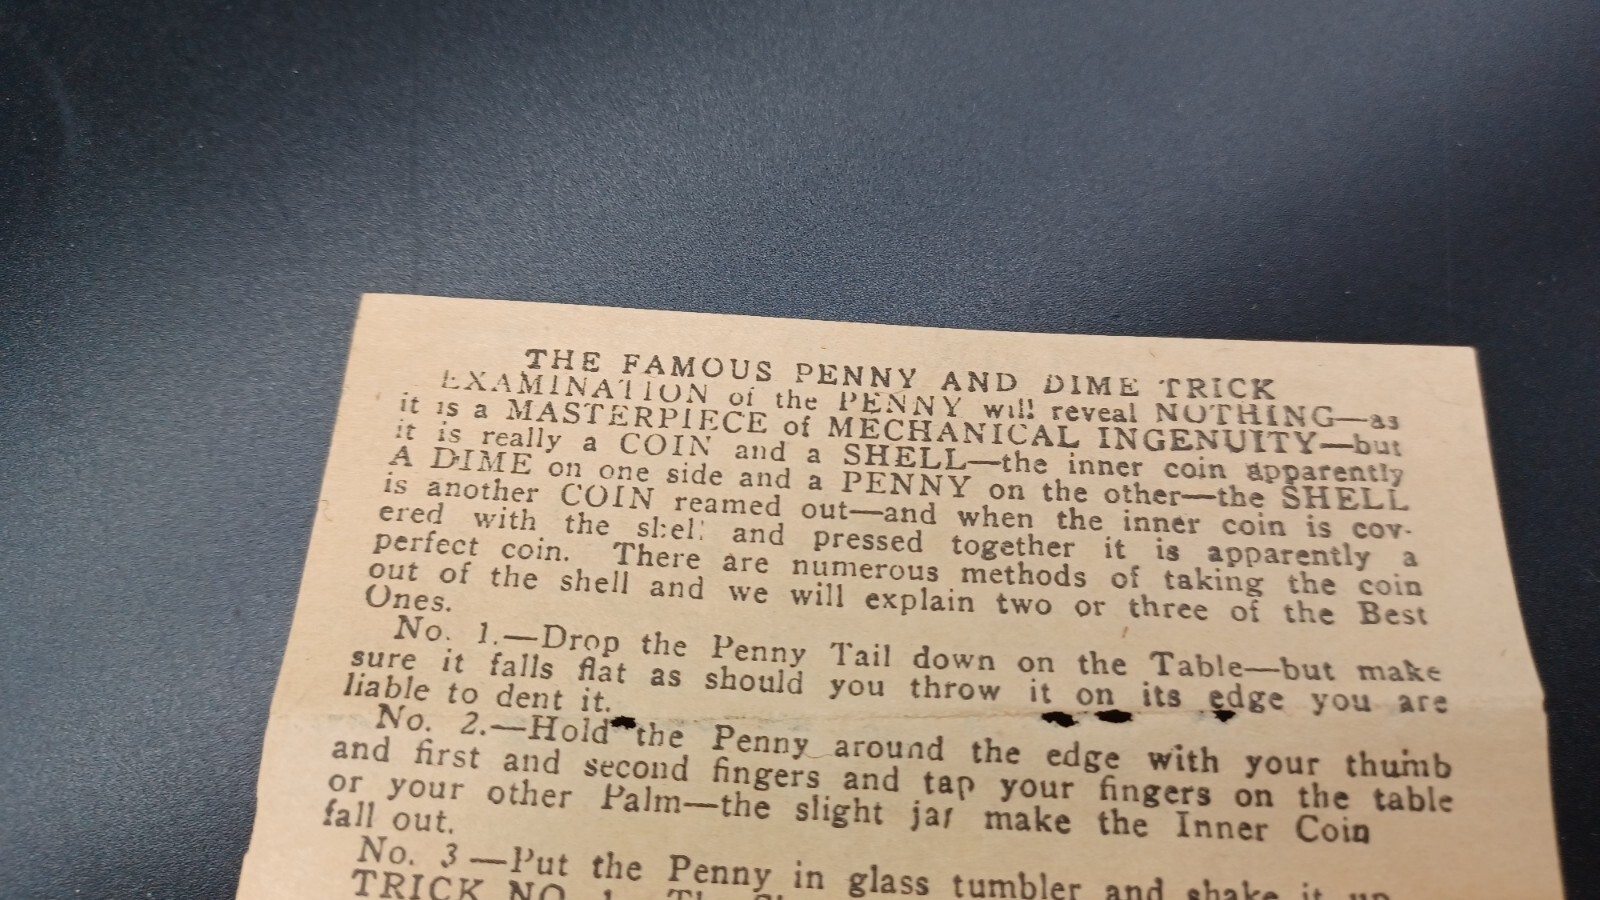 THE FAMOUS PENNY AND DIME TRICK
EXAMINATION of the PENNY will reveal NOTHING—as
it is a MASTERPIECE of MECHANICAL INGENUITY—but
it is really a COIN and a SHELL—the inner coin apparently
A DIME on one side and a PENNY on the other—the SHELL
is another COIN reamed out—and when the inner coin is cov-
ered with the shell and pressed together it is apparently a
perfect coin. There are numerous methods of taking the coin
out of the shell and we will explain two or three of the Best
Ones.
No. 1.—Drop the Penny Tail down on the Table—but make
sure it falls flat as should you throw it on its edge you are
liable to dent it.
No. 2.—Hold the Penny around the edge with your thumb
and first and second fingers and tap your fingers on the table
or your other Palm—the slight jar make the Inner Coin
fall out.
No. 3—Put the Penny in glass tumbler and shake it up
TRICK NO. 1